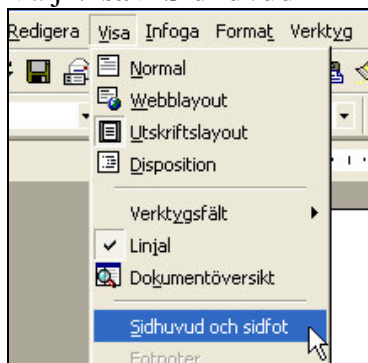 Redigera Visa Infoga Format Verktyg
Normal
Webblayout
Utskriftslayout
Disposition
Verktygsfält
Linjal
Dokumentöversikt
Sidhuvud och sidfot
Fotnoter